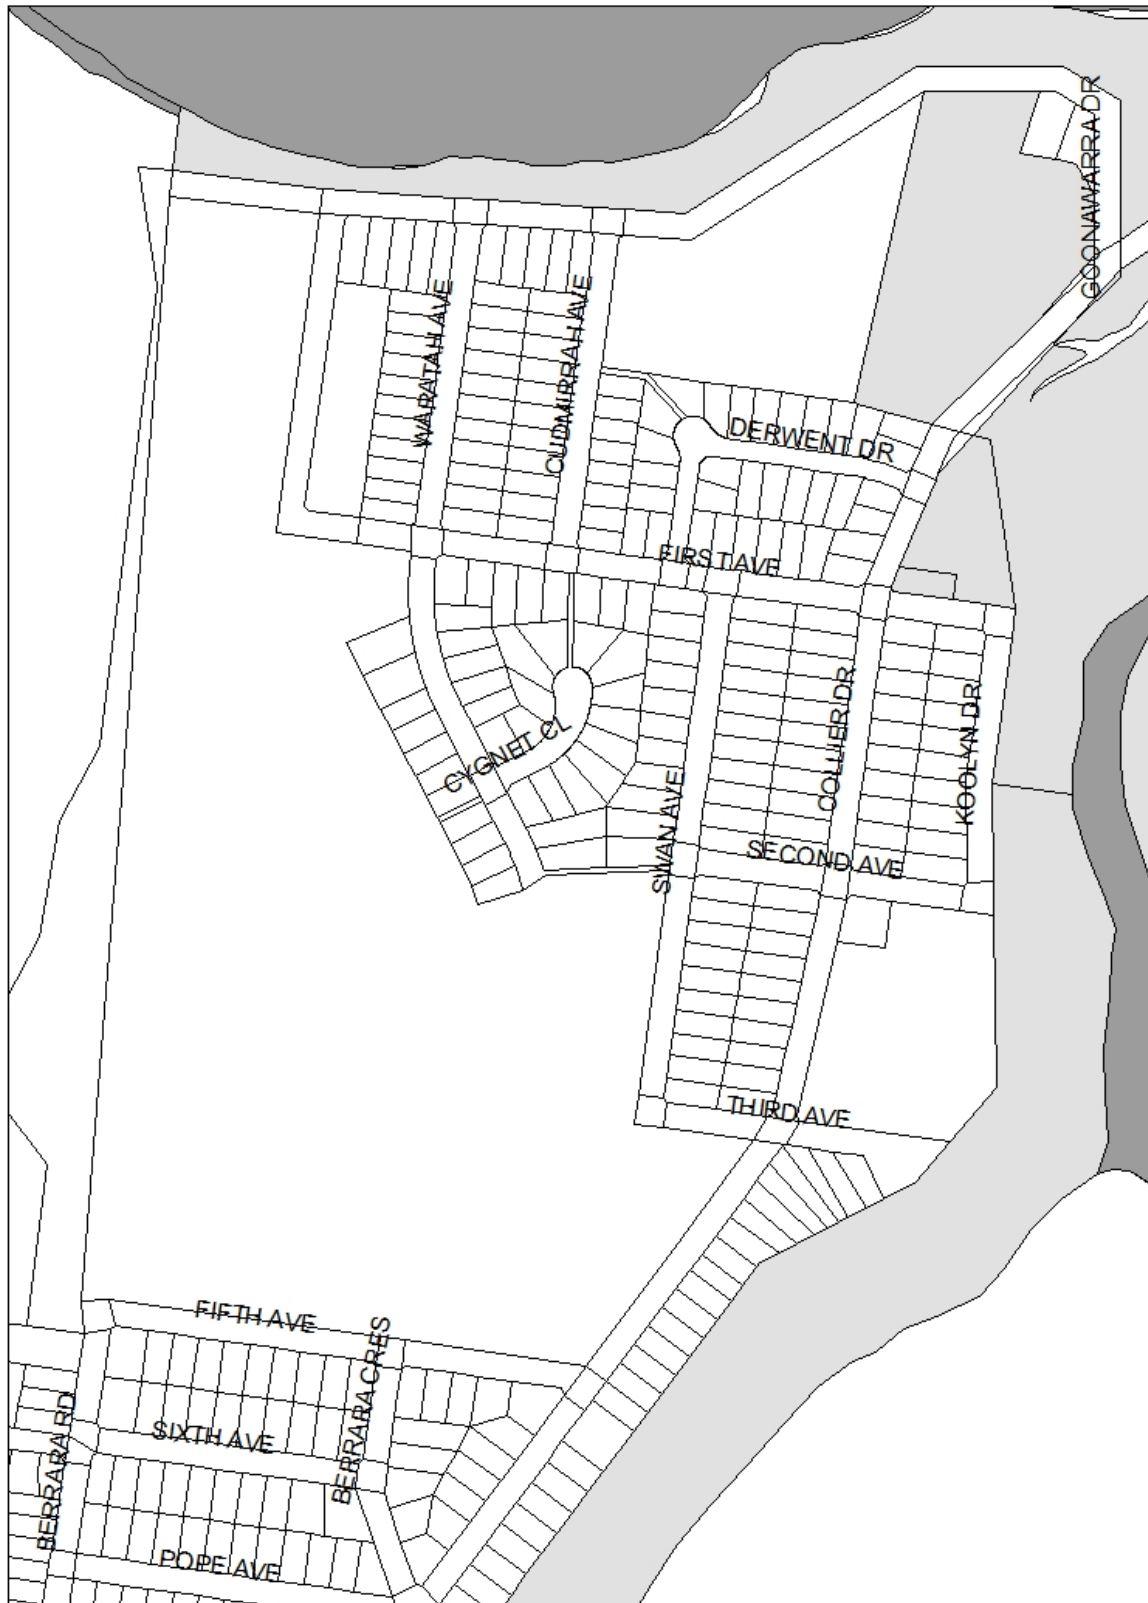 GOONAWARRA DR
WARATAH AVE
CUDMIRRAH AVE
DERWENT DR
FIRST AVE
CYGNET CL
COLLIER DR
KOOLYN DR
SWAN AVE
SECOND AVE
THIRD AVE
FIFTH AVE
BERRARA CRES
BERRARA RD
SIXTH AVE
POPE AVE